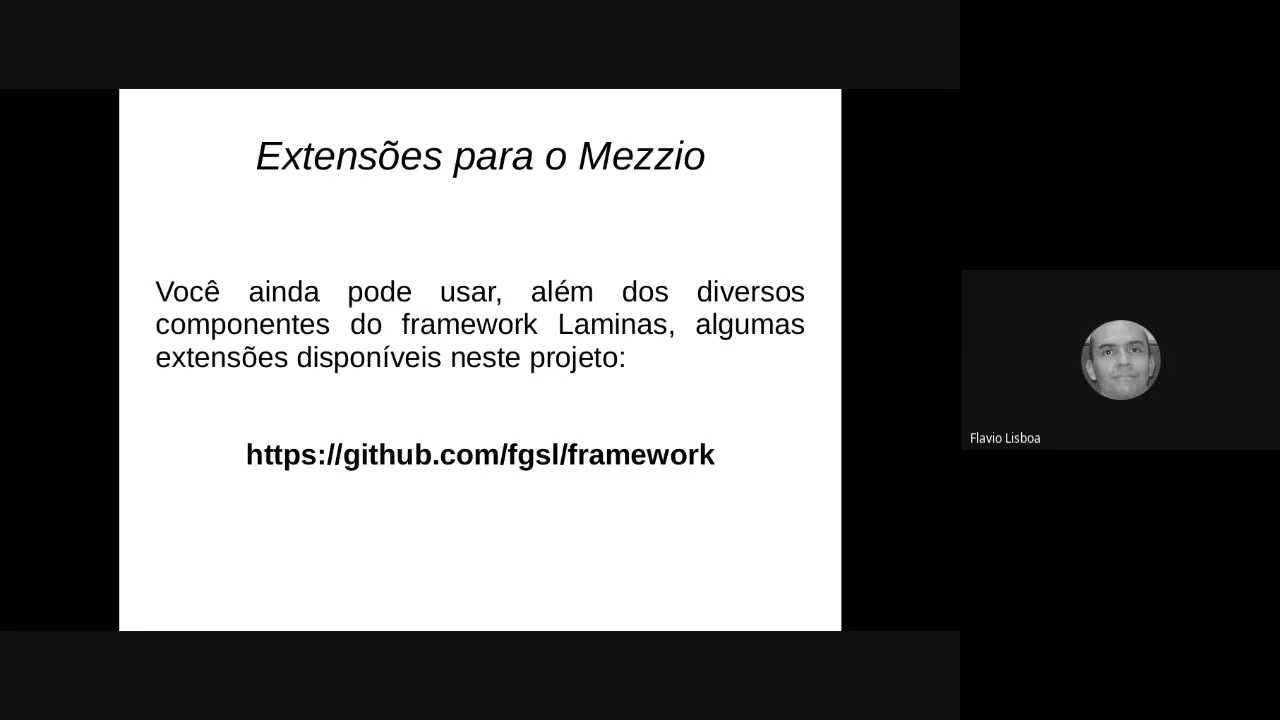 Extensões para o Mezzio
Você ainda pode usar, além dos diversos
componentes do framework Laminas, algumas
extensões disponíveis neste projeto:
https://github.com/fgsl/framework
Flavio Lisboa